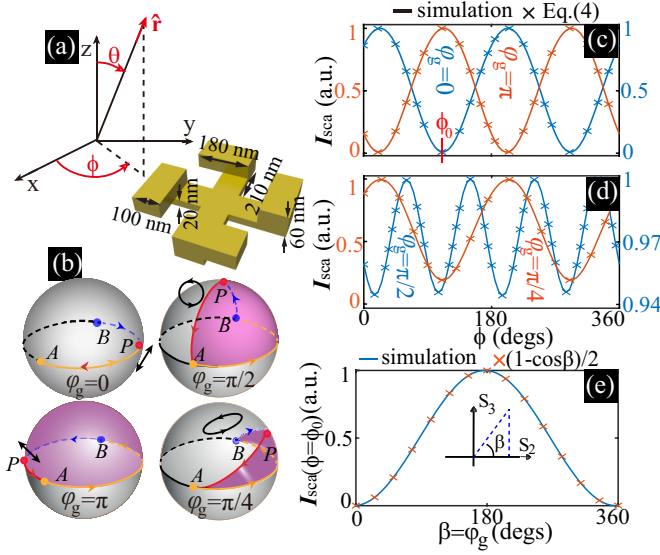 (a)
z
θ
r̂
y
x
ϕ
180 nm
100 nm
20 nm
210 nm
60 nm
(b)
P
B
A
φg=0
P
B
A
φg=π/2
P
B
A
φg=π
B
P
A
φg=π/4
simulation × Eq.(4)
(c)
Isca (a.u.)
1
0.5
0
1
0.5
0
φg=0
φg=π
ϕ0
(d)
Isca (a.u.)
1
0.5
0
1
0.97
0.94
φg=π/2
φg=π/4
0
ϕ (degs)
360
simulation ×(1-cosβ)/2
(e)
Isca(ϕ=ϕ0)(a.u.)
1
0.5
0
S3
β
S2
0
180
360
β=φg (degs)